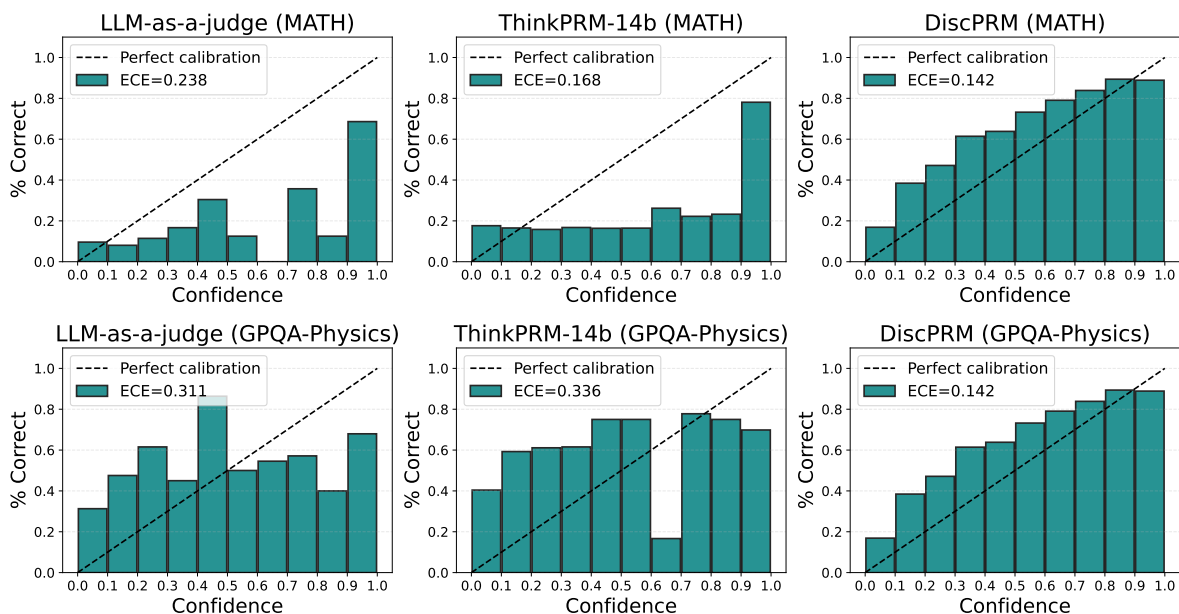 LLM-as-a-judge (MATH)
% Correct
1.0
0.8
0.6
0.4
0.2
0.0
Perfect calibration
ECE=0.238
0.0 0.1 0.2 0.3 0.4 0.5 0.6 0.7 0.8 0.9 1.0
Confidence
ThinkPRM-14b (MATH)
% Correct
1.0
0.8
0.6
0.4
0.2
0.0
Perfect calibration
ECE=0.168
0.0 0.1 0.2 0.3 0.4 0.5 0.6 0.7 0.8 0.9 1.0
Confidence
DiscPRM (MATH)
% Correct
1.0
0.8
0.6
0.4
0.2
0.0
Perfect calibration
ECE=0.142
0.0 0.1 0.2 0.3 0.4 0.5 0.6 0.7 0.8 0.9 1.0
Confidence
LLM-as-a-judge (GPQA-Physics)
% Correct
1.0
0.8
0.6
0.4
0.2
0.0
Perfect calibration
ECE=0.311
0.0 0.1 0.2 0.3 0.4 0.5 0.6 0.7 0.8 0.9 1.0
Confidence
ThinkPRM-14b (GPQA-Physics)
% Correct
1.0
0.8
0.6
0.4
0.2
0.0
Perfect calibration
ECE=0.336
0.0 0.1 0.2 0.3 0.4 0.5 0.6 0.7 0.8 0.9 1.0
Confidence
DiscPRM (GPQA-Physics)
% Correct
1.0
0.8
0.6
0.4
0.2
0.0
Perfect calibration
ECE=0.142
0.0 0.1 0.2 0.3 0.4 0.5 0.6 0.7 0.8 0.9 1.0
Confidence